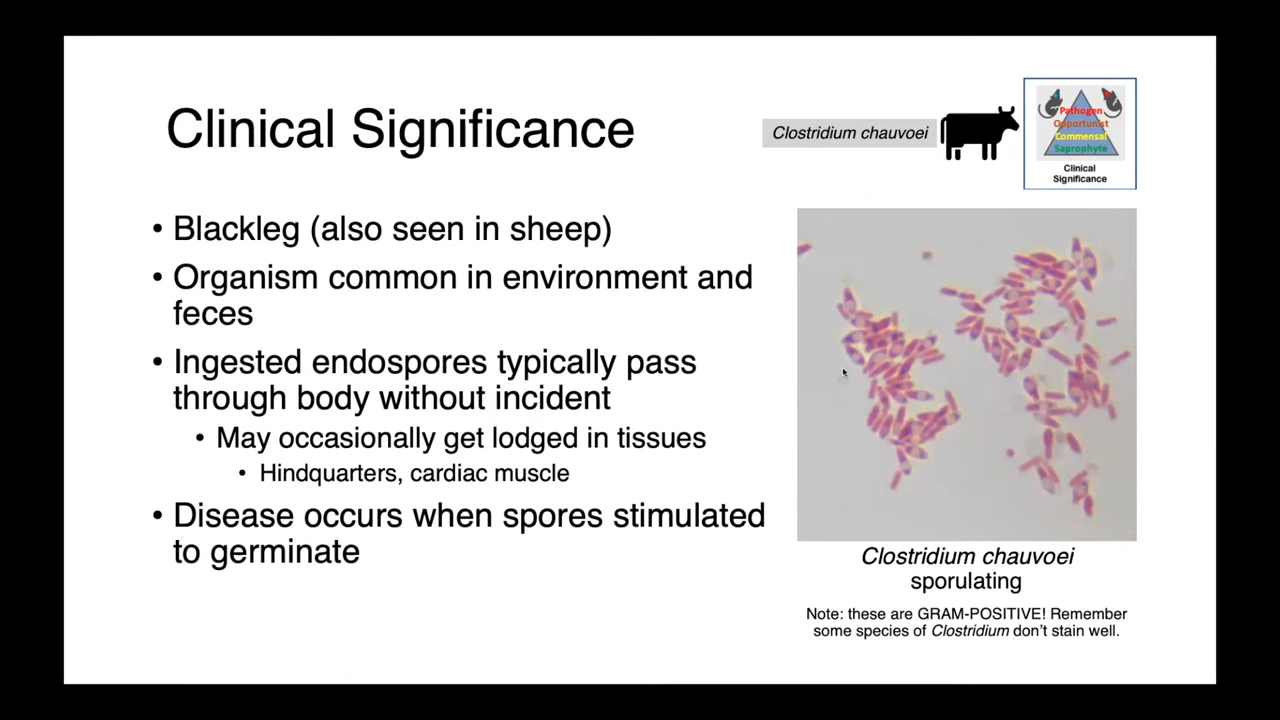 Clinical Significance
Clostridium chauvoei
Pathogen
Opportunist
Commensal
Saprophyte
Clinical
Significance
• Blackleg (also seen in sheep)
• Organism common in environment and
feces
• Ingested endospores typically pass
through body without incident
• May occasionally get lodged in tissues
• Hindquarters, cardiac muscle
• Disease occurs when spores stimulated
to germinate
Clostridium chauvoei
sporulating
Note: these are GRAM-POSITIVE! Remember
some species of Clostridium don’t stain well.